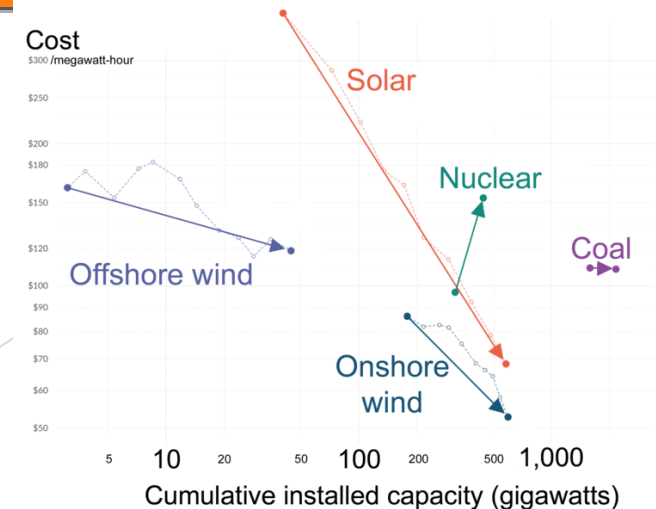 Cost
$300 /megawatt-hour
Solar
$250
$200
$180
Nuclear
$150
Coal
$120
Offshore wind
$100
$90
$80
Onshore
wind
$70
$60
$50
5 10 20 50 100 200 500 1,000
Cumulative installed capacity (gigawatts)